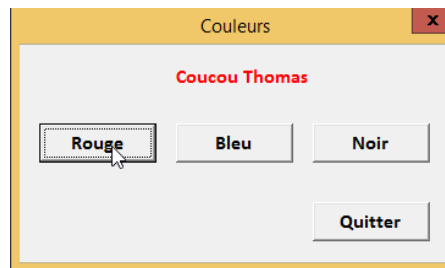 Couleurs
x
Coucou Thomas
Rouge Bleu Noir
Quitter